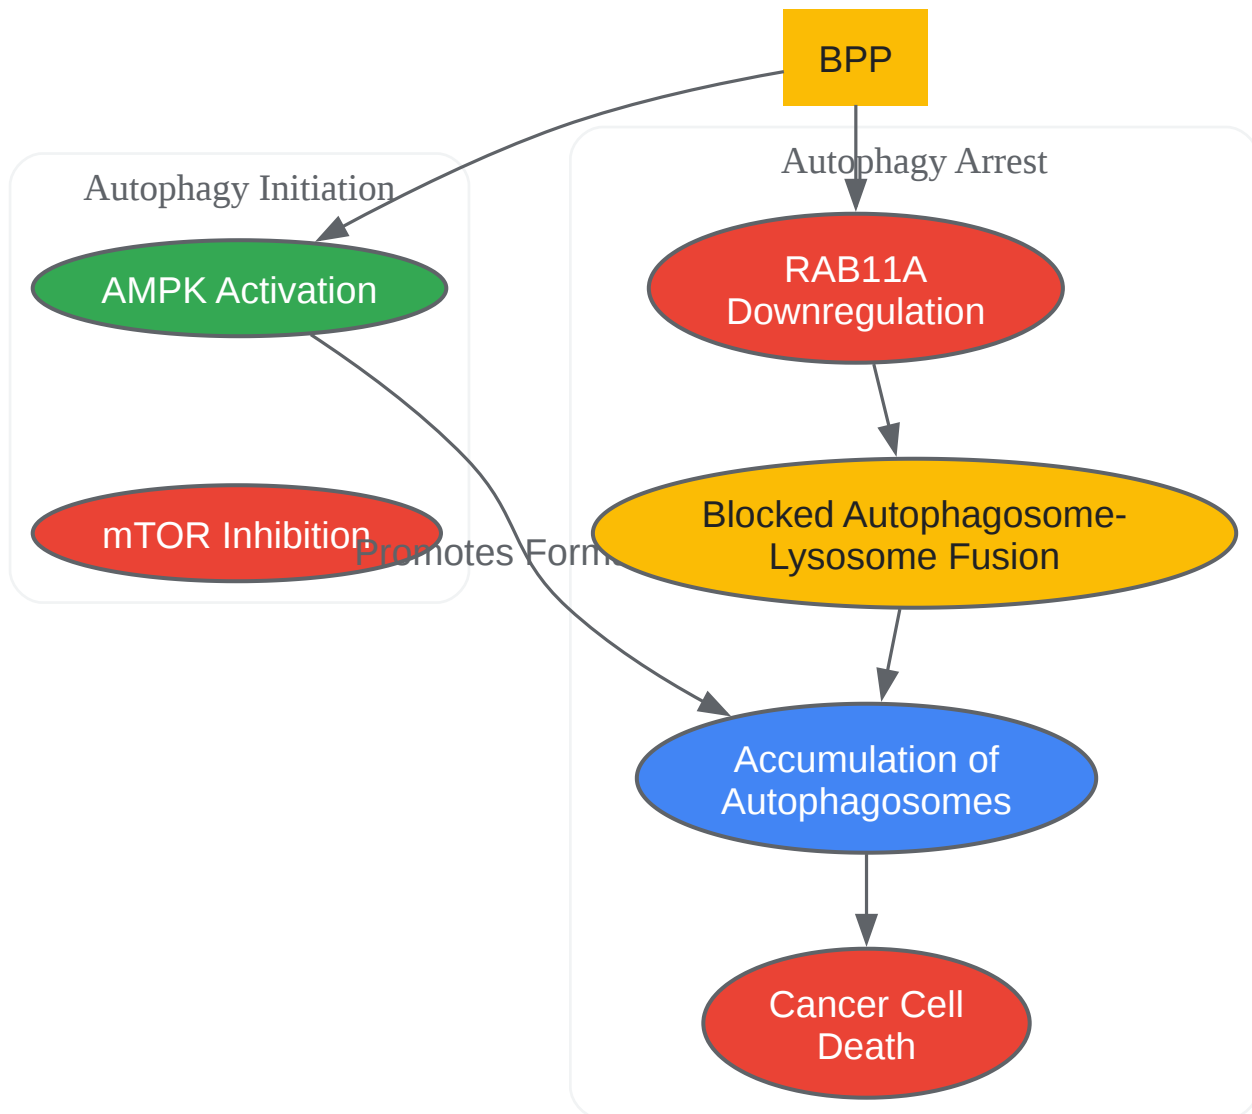 BPP
Autophagy Initiation
Autophagy Arrest
AMPK Activation
RAB11A
Downregulation
mTOR Inhibition
Promotes
Blocked Autophagosome-
Lysosome Fusion
Accumulation of
Autophagosomes
Cancer Cell
Death